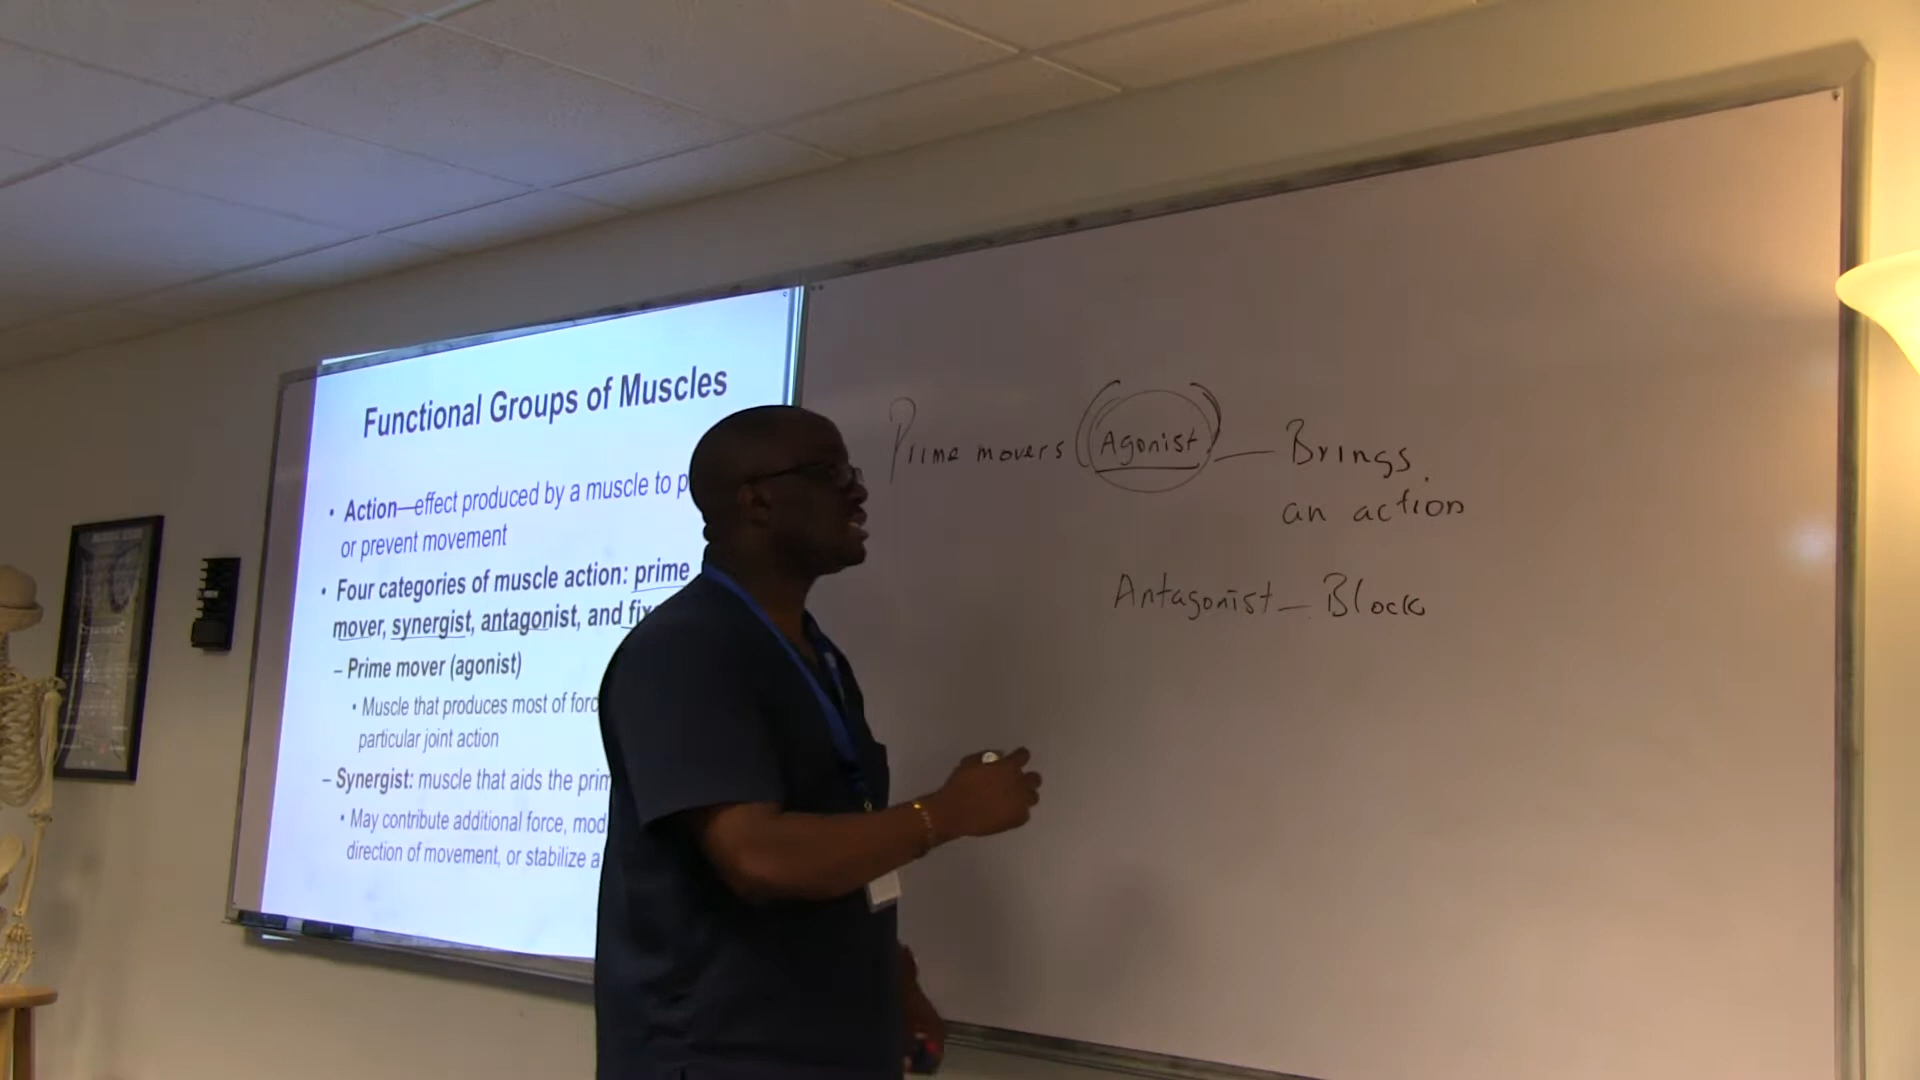 Functional Groups of Muscles
• Action—effect produced by a muscle to
or prevent movement
• Four categories of muscle action: prime
mover, synergist, antagonist, and
– Prime mover (agonist)
• Muscle that produces most of
particular joint action
– Synergist: muscle that aids the
• May contribute additional force,
direction of movement, or stabilize a
Prime movers (Agonist) — Brings
an action
Antagonist — Block